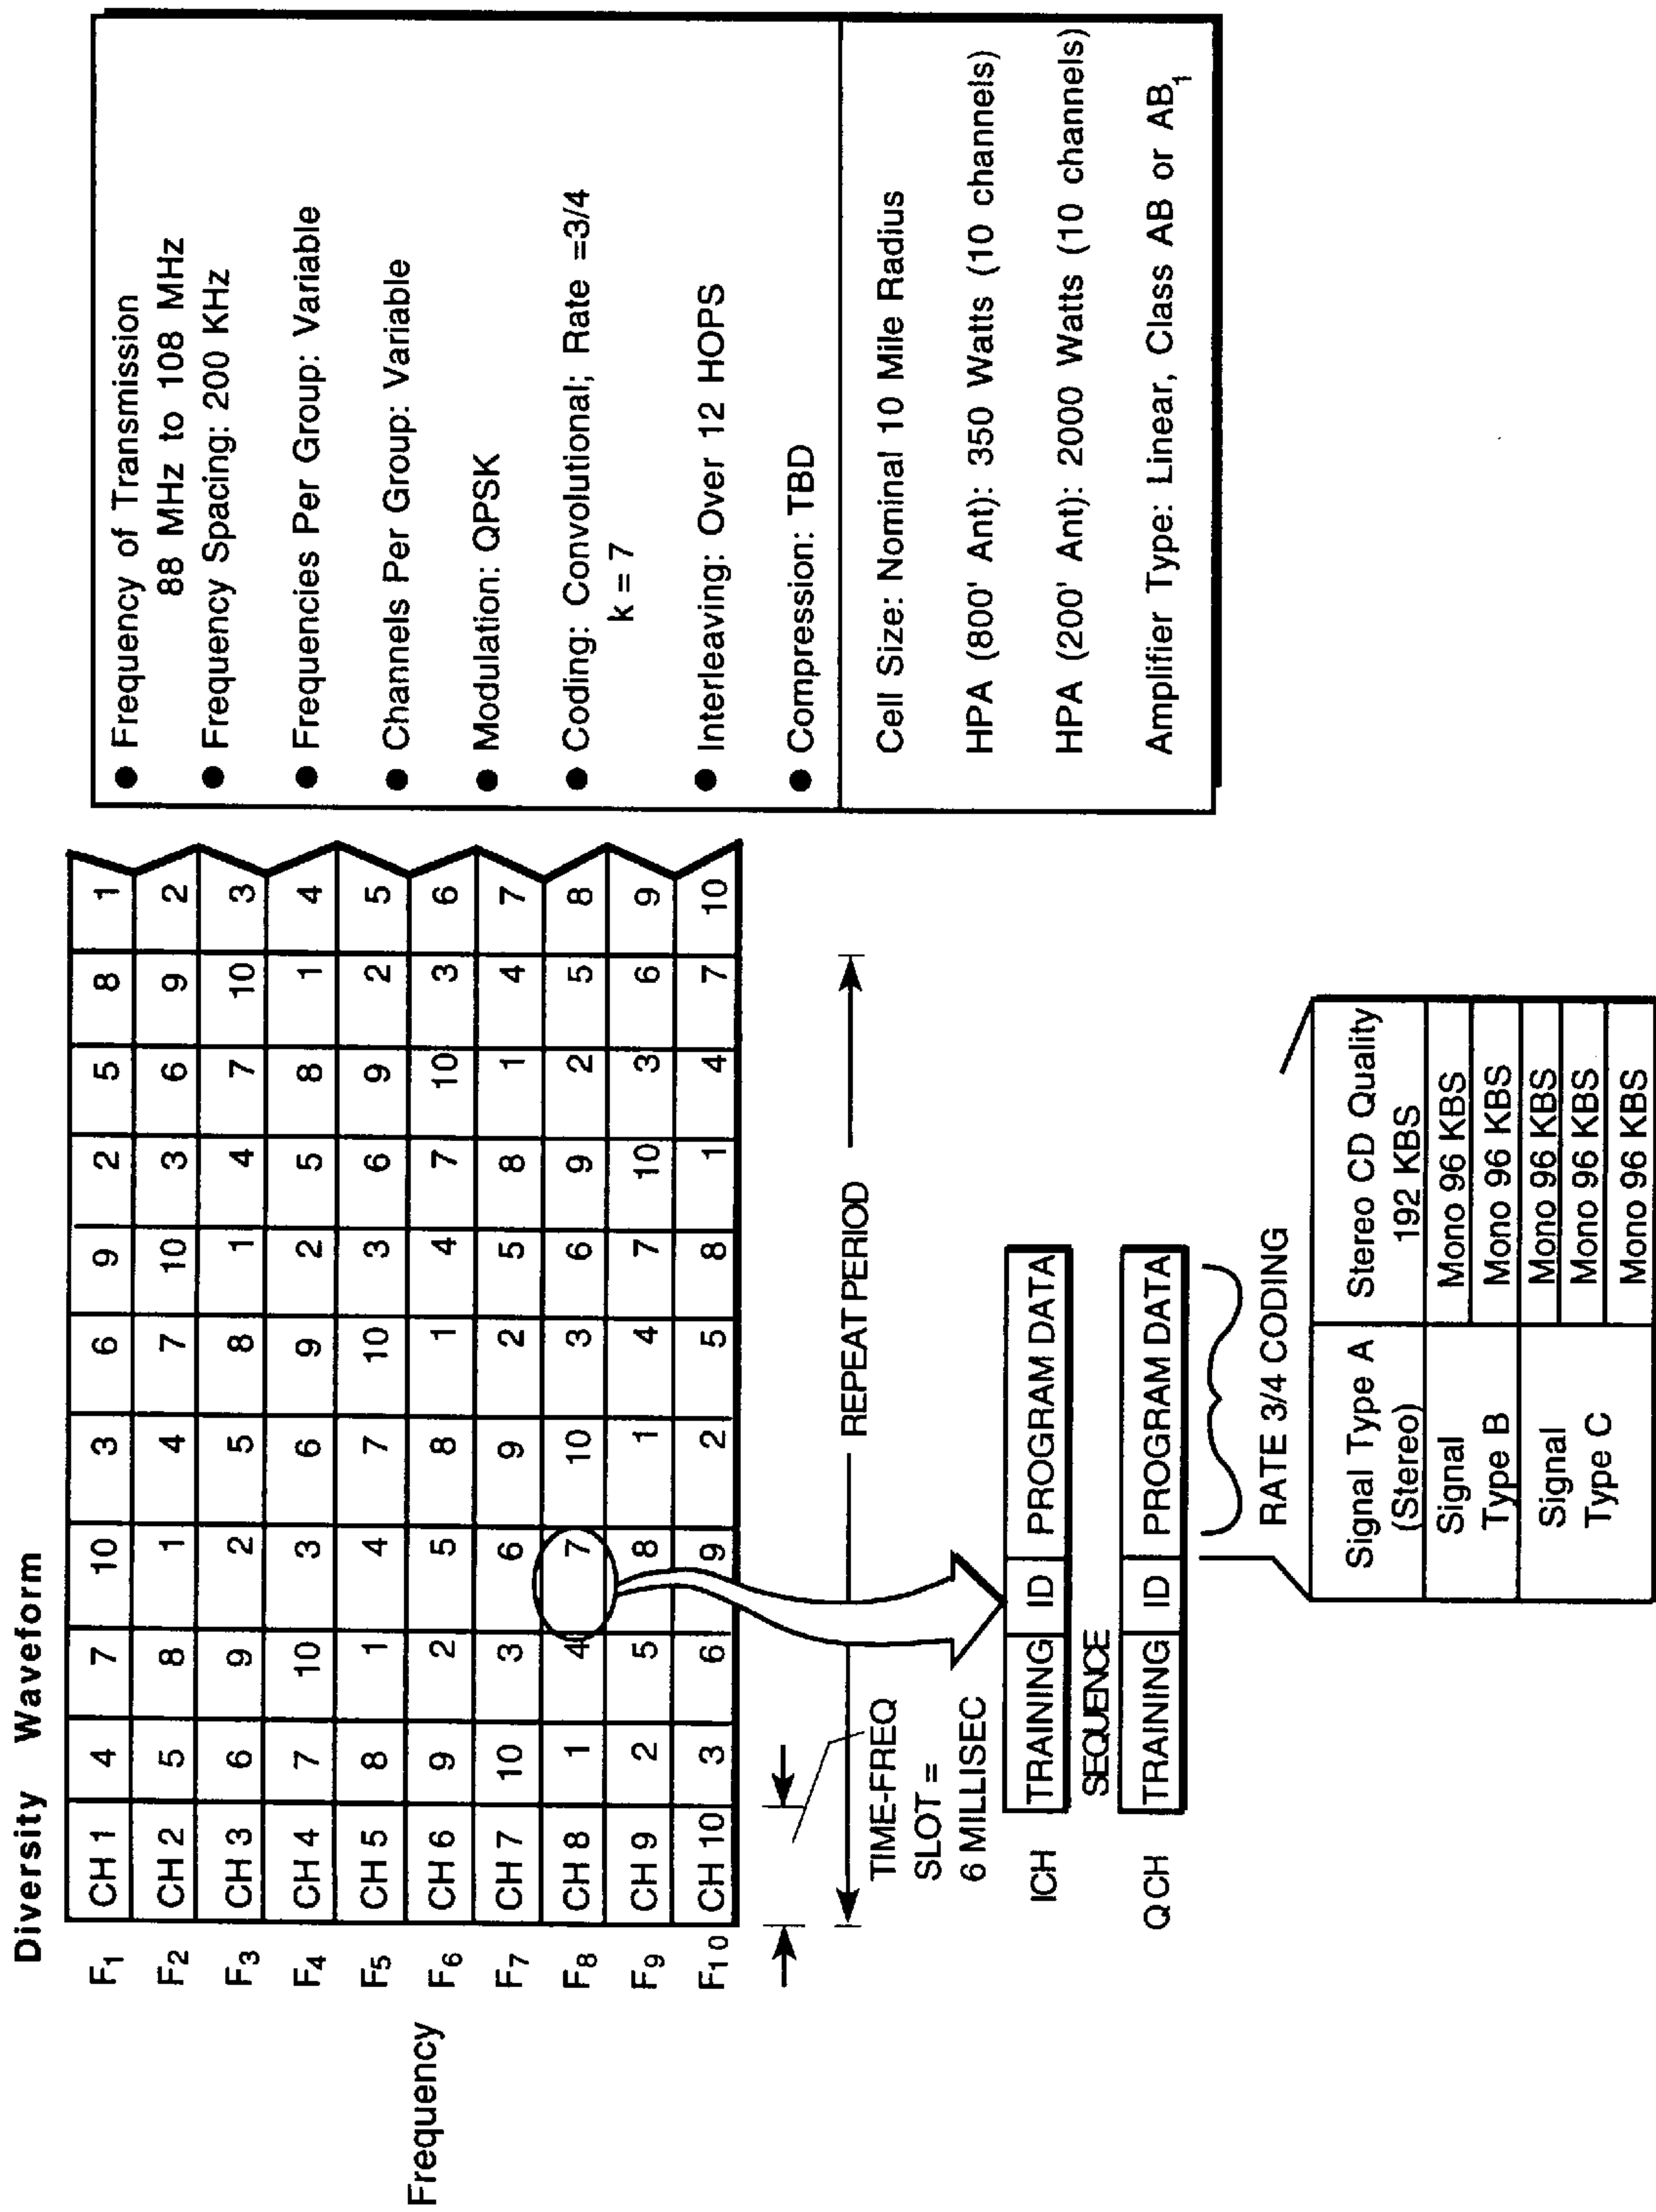 Diversity Waveform
Frequency
F1 CH 1 4 7 10 3 6 9 2 5 8 1
F2 CH 2 5 8 1 4 7 10 3 6 9 2
F3 CH 3 6 9 2 5 8 1 4 7 10 3
F4 CH 4 7 10 3 6 9 2 5 8 1 4
F5 CH 5 8 1 4 7 10 3 6 9 2 5
F6 CH 6 9 2 5 8 1 4 7 10 3 6
F7 CH 7 10 3 6 9 2 5 8 1 4 7
F8 CH 8 1 4 7 10 3 6 9 2 5 8
F9 CH 9 2 5 8 1 4 7 10 3 6 9
F10 CH 10 3 6 9 2 5 8 1 4 7 10
REPEAT PERIOD
TIME-FREQ
SLOT =
6 MILLISEC
ICH TRAINING ID PROGRAM DATA
SEQUENCE
QCH TRAINING ID PROGRAM DATA
RATE 3/4 CODING
Signal Type A
(Stereo)
Stereo CD Quality
192 KBS
Signal
Type B
Mono 96 KBS
Mono 96 KBS
Signal
Type C
Mono 96 KBS
Mono 96 KBS
Mono 96 KBS
● Frequency of Transmission
88 MHz to 108 MHz
● Frequency Spacing: 200 KHz
● Frequencies Per Group: Variable
● Channels Per Group: Variable
● Modulation: QPSK
● Coding: Convolutional; Rate =3/4
k = 7
● Interleaving: Over 12 HOPS
● Compression: TBD
Cell Size: Nominal 10 Mile Radius
HPA (800' Ant): 350 Watts (10 channels)
HPA (200' Ant): 2000 Watts (10 channels)
Amplifier Type: Linear, Class AB or AB1